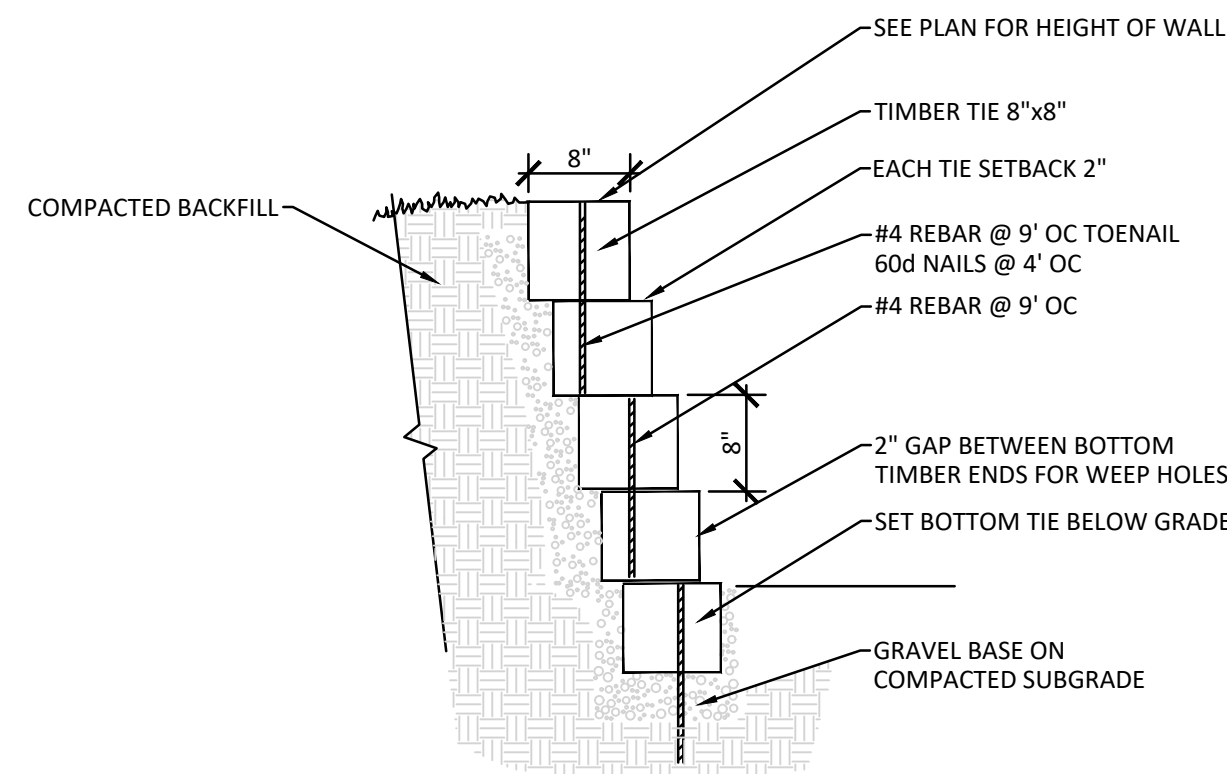 SEE PLAN FOR HEIGHT OF WALL
TIMBER TIE 8"x8"
8"
EACH TIE SETBACK 2"
COMPACTED BACKFILL
#4 REBAR @ 9' OC TOENAIL
60d NAILS @ 4' OC
#4 REBAR @ 9' OC
8"
2" GAP BETWEEN BOTTOM
TIMBER ENDS FOR WEEP HOLES
SET BOTTOM TIE BELOW GRADE
GRAVEL BASE ON
COMPACTED SUBGRADE